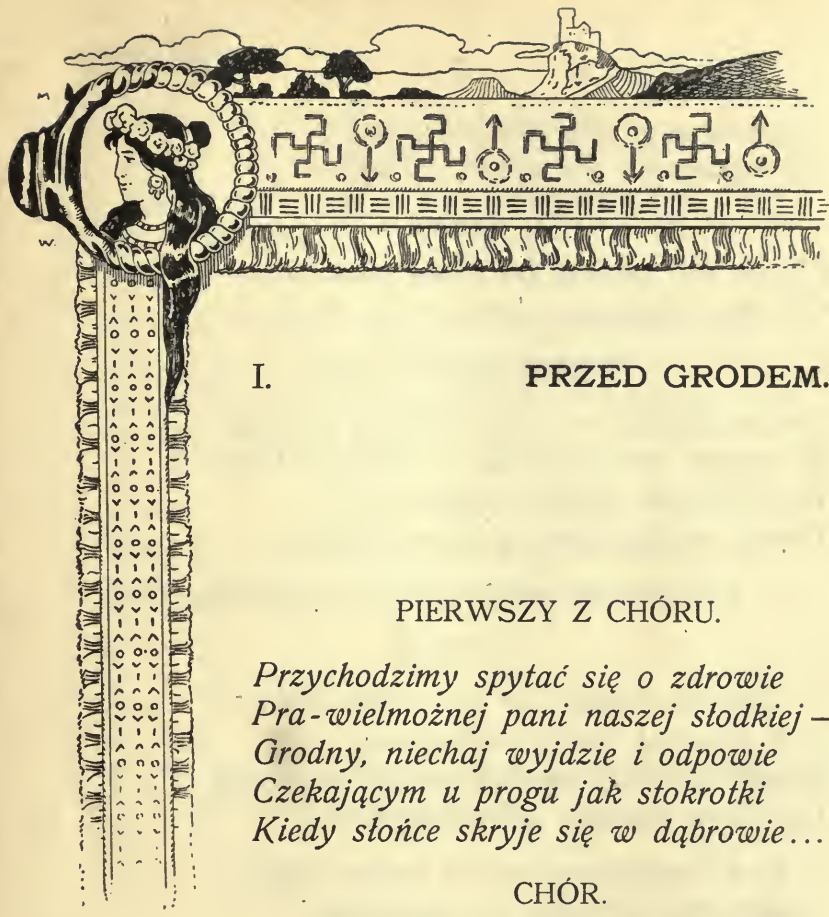 M
W.
I. PRZED GRODEM.
PIERWSZY Z CHÓRU.
Przychodzimy spytać się o zdrowie
Pra-wielmożnej pani naszej słodkiej —
Grodny, niechaj wyjdzie i odpowie
Czekającym u progu jak stokrotki
Kiedy słońce skryje się w dąbrowie...
CHÓR.